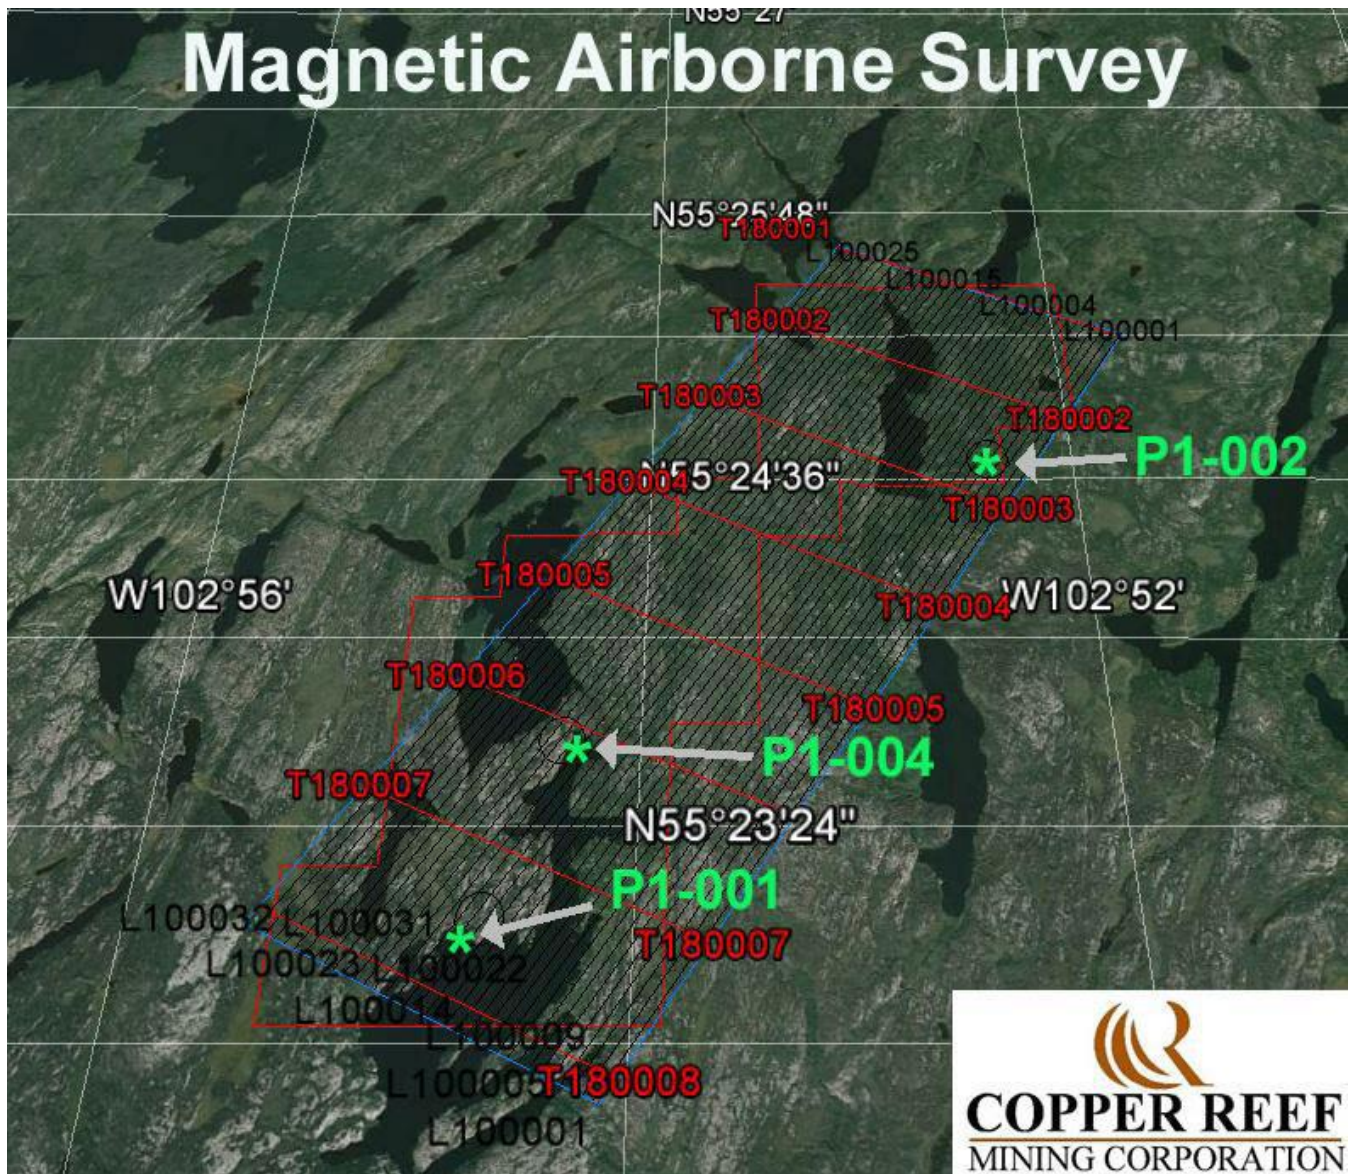 N55°27'
Magnetic Airborne Survey
N55°25'48"
T180001
L100025
L100015
L100004
L100001
T180002
T180003
T180002
P1-002
N55°24'36"
T180004
T180003
T180005
W102°56'
T180004
W102°52'
T180006
T180005
P1-004
T180007
N55°23'24"
P1-001
L100032
L100031
T180007
L100023
L100022
L100014
L100009
L100005
T180008
L100001
COPPER REEF
MINING CORPORATION